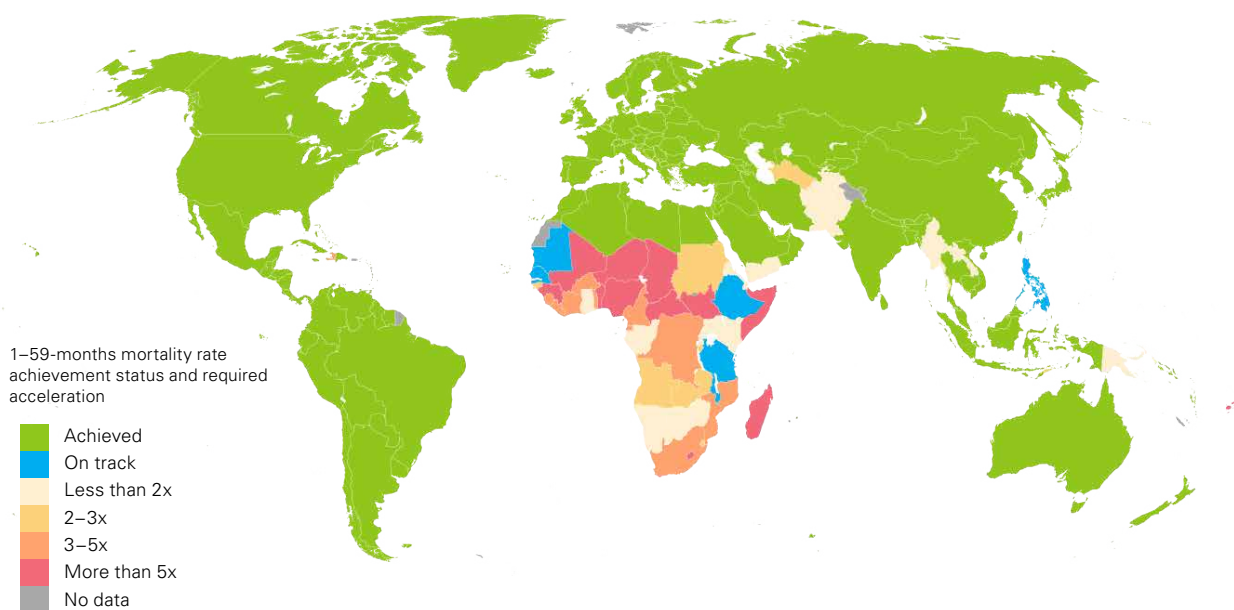 1–59-months mortality rate
achievement status and required
acceleration
Achieved
On track
Less than 2x
2–3x
3–5x
More than 5x
No data